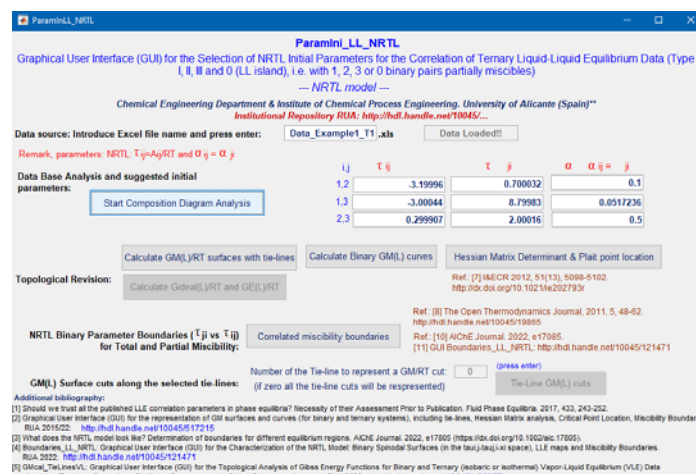 ParamInLL_NRTL
ParamIni_LL_NRTL
Graphical User Interface (GUI) for the Selection of NRTL Initial Parameters for the Correlation of Ternary Liquid-Liquid Equilibrium Data (Type
I, II, III and 0 (LL island), i.e. with 1, 2, 3 or 0 binary pairs partially miscibles)
--- NRTL model ---
Chemical Engineering Department & Institute of Chemical Process Engineering. University of Alicante (Spain)**
Institutional Repository RUA: http://hdl.handle.net/10045/...
Data source: Introduce Excel file name and press enter: Data_Example1_T1 .xls Data Loaded!!
Remark, parameters: NRTL: τij=Aij/RT and α ij = α ji
i,j τ ij τ ji α α ij = ji
Data Base Analysis and suggested initial
parameters:
Start Composition Diagram Analysis
1,2 -3.19996 0.700032 0.1
1,3 -3.00044 8.79983 0.0517236
2,3 0.299907 2.00016 0.5
Calculate GM(L)/RT surfaces with tie-lines Calculate Binary GM(L) curves Hessian Matrix Determinant & Plait point location
Topological Revision:
Calculate Gideal(L)/RT and GE(L)/RT
Ref.: [7] I&ECR 2012, 51(13), 5098-5102.
http://dx.doi.org/10.1021/ie202793r
Ref.: [8] The Open Thermodynamics Journal, 2011, 5, 48-62.
http://hdl.handle.net/10045/19865
NRTL Binary Parameter Boundaries (τji vs τij)
for Total and Partial Miscibility:
Correlated miscibility boundaries
Ref.: [10] AIChE Journal. 2022, e17085.
[11] GUI Boundaries_LL_NRTL: http://hdl.handle.net/10045/121471
GM(L) Surface cuts along the selected tie-lines:
Number of the Tie-line to represent a GM/RT cut: 0 (press enter)
(if zero all the tie-line cuts will be respresented)
Tie-Line GM(L) cuts
Additional bibliography:
[1] Should we trust all the published LLE correlation parameters in phase equilibria? Necesity of their Assessment Prior to Publication. Fluid Phase Equilibria. 2017, 433, 243-252.
[2] Graphical User Interface (GUI) for the representation of GM surfaces and curves (for binary and ternary systems), including tie-lines, Hessian Matrix analysis, Critical Point Location, Miscibility Boundar
RUA 2015/22: http://hdl.handle.net/10045/517215
[3] What does the NRTL model look like? Determination of boundaries for different equilibrium regions. AIChE Journal. 2022, e17805 (https://dx.doi.org/10.1002/aic.17805).
[4] Boundaries_LL_NRTL: Graphical User Interface (GUI) for the Characterization of the NRTL Model: Binary Spinodal Surfaces (in the tau,i-tau,j-alfa space), LLE maps and Miscibility Boundaries.
RUA 2022: http://hdl.handle.net/10045/121471
[5] GMcal_TieLinesVL: Graphical User Interface (GUI) for the Topological Analysis of Gibss Energy Functions for Binary and Ternary (isobaric or isothermal) Vapor-Liquid Equilibrium (VLE) Data